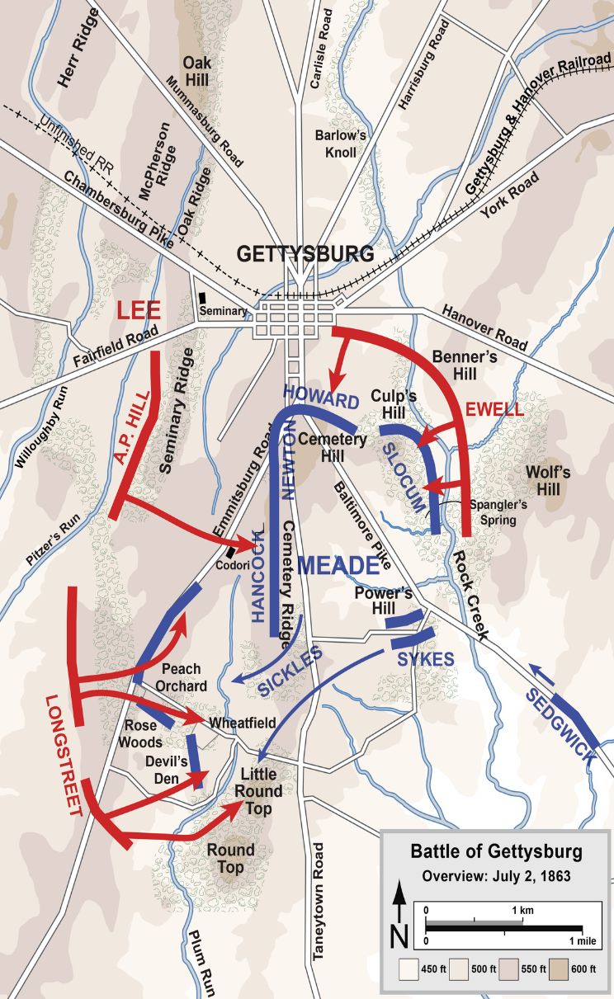 Herr Ridge
Oak
Hill
Carlisle Road
Harrisburg Road
Mummasburg Road
Barlow's
Knoll
Gettysburg & Hanover Railroad
Unfinished RR
McPherson
Ridge
Chambersburg Pike
Oak Ridge
York Road
GETTYSBURG
LEE
Seminary
Fairfield Road
Hanover Road
Benner's
Hill
Willoughby Run
A.P. HILL
Seminary Ridge
HOWARD
Culp's
Hill
EWELL
Cemetery
Hill
NEWTON
SLOCUM
Wolf's
Hill
Emmitsburg Road
Baltimore Pike
Spangler's
Spring
Pitzer's Run
Codori
HANCOCK
Cemetery Ridge
MEADE
Rock Creek
Power's
Hill
SICKLES
SYKES
Peach
Orchard
LONGSTREET
Rose
Woods
Wheatfield
SEDGWICK
Devil's
Den
Little
Round
Top
Round
Top
Taneytown Road
Plum Run
Battle of Gettysburg
Overview: July 2, 1863
N
0 1 km
0 1 mile
450 ft 500 ft 550 ft 600 ft